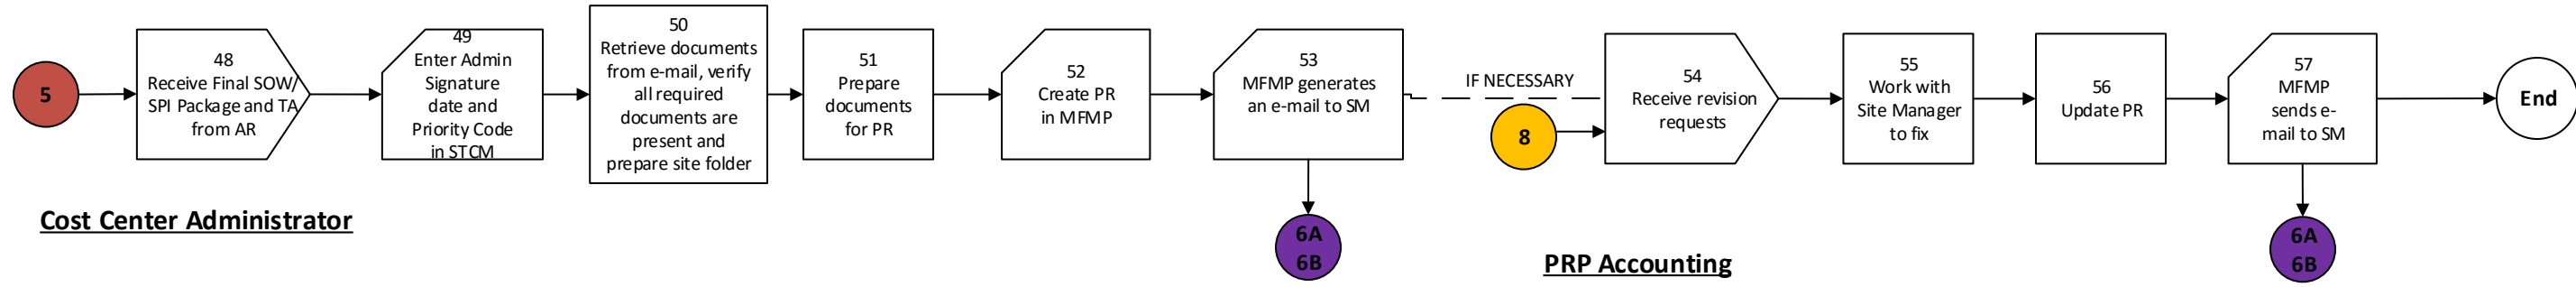 5
48
Receive Final SOW/
SPI Package and TA
from AR
49
Enter Admin
Signature
date and
Priority Code
in STCM
50
Retrieve documents
from e-mail, verify
all required
documents are
present and
prepare site folder
51
Prepare
documents
for PR
52
Create PR
in MFMP
53
MFMP generates
an e-mail to SM
IF NECESSARY
8
54
Receive revision
requests
55
Work with
Site Manager
to fix
56
Update PR
57
MFMP
sends e-
mail to SM
End
Cost Center Administrator
6A
6B
PRP Accounting
6A
6B